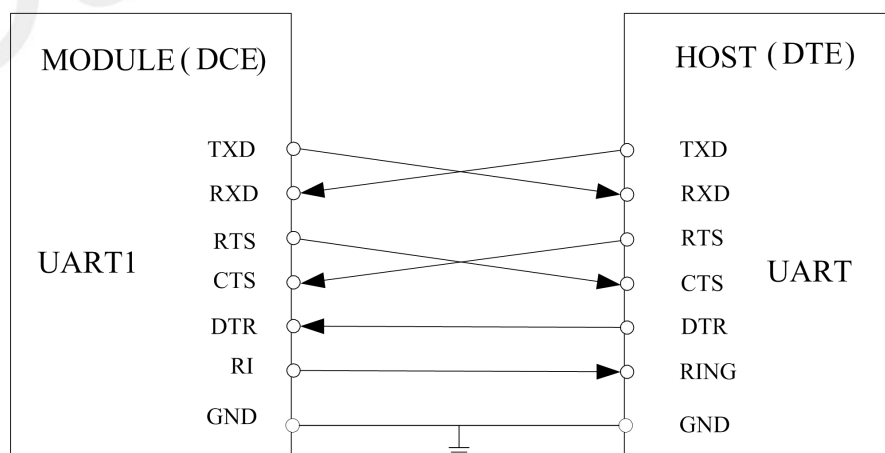 MODULE ( DCE)
HOST (DTE)
TXD
TXD
RXD
RXD
RTS
RTS
UART1
UART
CTS
CTS
DTR
DTR
RI
RING
GND
GND